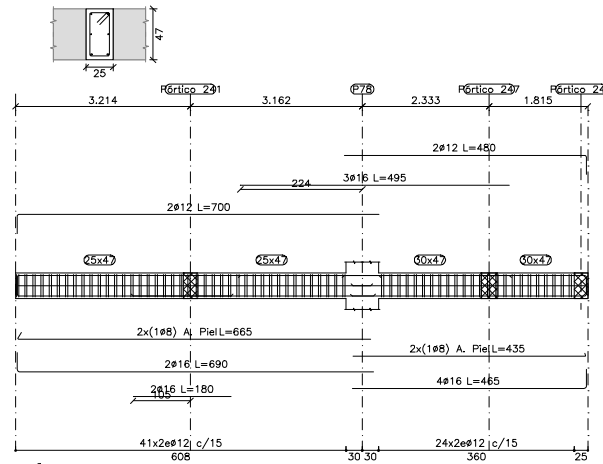 47
25
Pórtico 241
P78
Pórtico 247
Pórtico 24
3.214
3.162
2.333
1.815
2ø12 L=480
3ø16 L=495
224
2ø12 L=700
25x47
25x47
30x47
30x47
2x(1ø8) A. Piel L=665
2x(1ø8) A. Piel L=435
2ø16 L=690
4ø16 L=465
2ø16 L=180
105
41x2eø12 c/15
24x2eø12 c/15
608
30
30
360
25